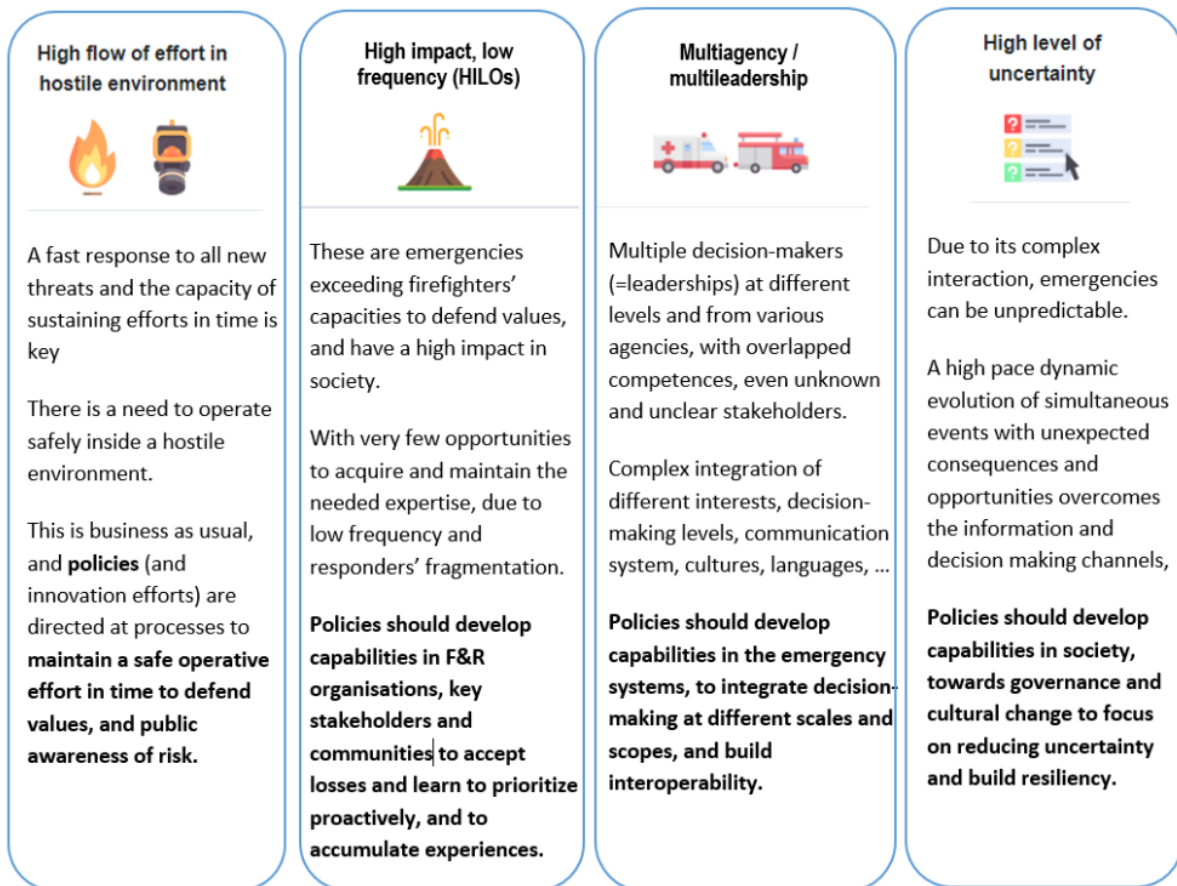 High flow of effort in
hostile environment
A fast response to all new
threats and the capacity of
sustaining efforts in time is
key
There is a need to operate
safely inside a hostile
environment.
This is business as usual,
and policies (and
innovation efforts) are
directed at processes to
maintain a safe operative
effort in time to defend
values, and public
awareness of risk.
High impact, low
frequency (HILOs)
These are emergencies
exceeding firefighters’
capacities to defend values,
and have a high impact in
society.
With very few opportunities
to acquire and maintain the
needed expertise, due to
low frequency and
responders’ fragmentation.
Policies should develop
capabilities in F&R
organisations, key
stakeholders and
communities to accept
losses and learn to prioritize
proactively, and to
accumulate experiences.
Multiagency /
multileadership
Multiple decision-makers
(=leaderships) at different
levels and from various
agencies, with overlapped
competences, even unknown
and unclear stakeholders.
Complex integration of
different interests, decision-
making levels, communication
system, cultures, languages, ...
Policies should develop
capabilities in the emergency
systems, to integrate decision-
making at different scales and
scopes, and build
interoperability.
High level of
uncertainty
?
?
?
Due to its complex
interaction, emergencies
can be unpredictable.
A high pace dynamic
evolution of simultaneous
events with unexpected
consequences and
opportunities overcomes
the information and
decision making channels,
Policies should develop
capabilities in society,
towards governance and
cultural change to focus
on reducing uncertainty
and build resiliency.